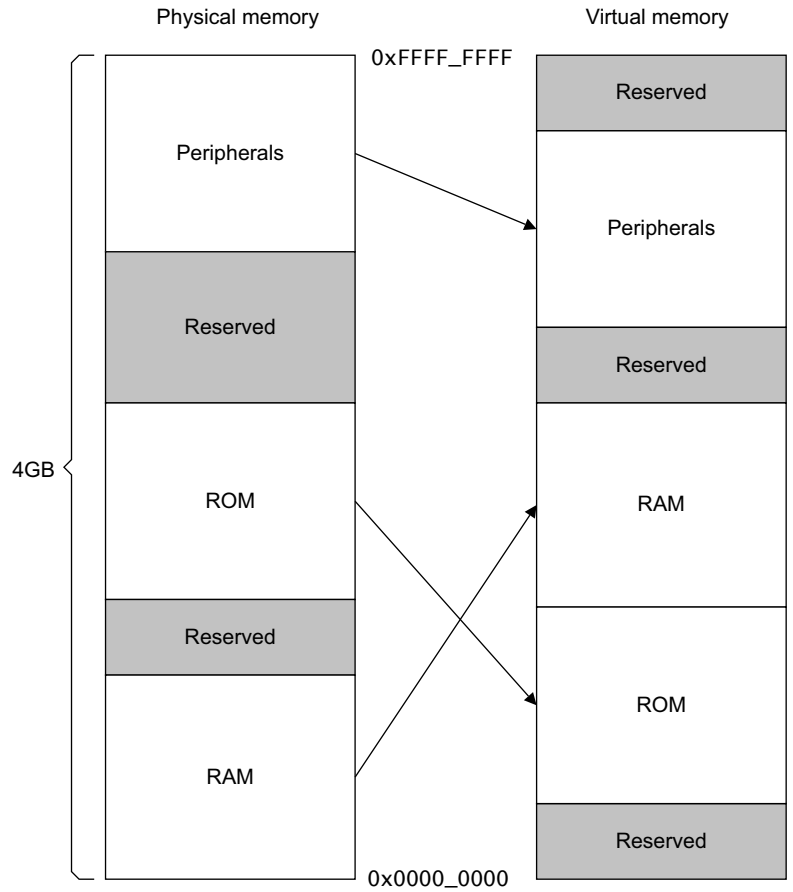 Physical memory
Virtual memory
0xFFFF_FFFF
Peripherals
Reserved
ROM
Reserved
RAM
4GB
0x0000_0000
Reserved
Peripherals
Reserved
RAM
ROM
Reserved